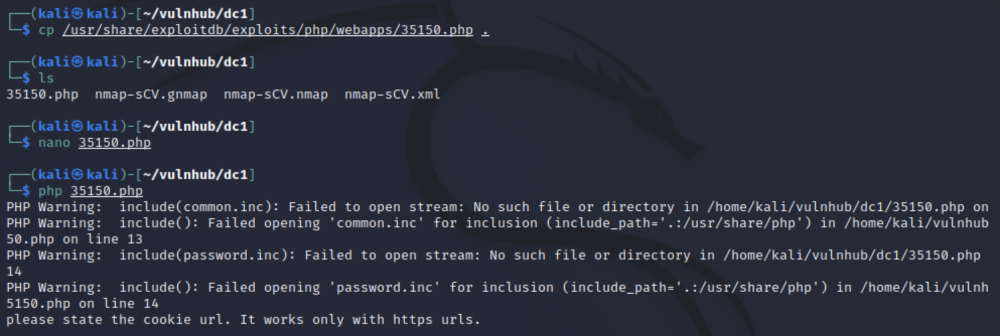 ┌──(kali㉿kali)-[~/vulnhub/dc1]
└─$ cp /usr/share/exploitdb/exploits/php/webapps/35150.php .
┌──(kali㉿kali)-[~/vulnhub/dc1]
└─$ ls
35150.php  nmap-sCV.gnmap  nmap-sCV.nmap  nmap-sCV.xml
┌──(kali㉿kali)-[~/vulnhub/dc1]
└─$ nano 35150.php
┌──(kali㉿kali)-[~/vulnhub/dc1]
└─$ php 35150.php
PHP Warning:  include(common.inc): Failed to open stream: No such file or directory in /home/kali/vulnhub/dc1/35150.php on
PHP Warning:  include(): Failed opening 'common.inc' for inclusion (include_path='.:/usr/share/php') in /home/kali/vulnhub
50.php on line 13
PHP Warning:  include(password.inc): Failed to open stream: No such file or directory in /home/kali/vulnhub/dc1/35150.php
14
PHP Warning:  include(): Failed opening 'password.inc' for inclusion (include_path='.:/usr/share/php') in /home/kali/vulnh
5150.php on line 14
please state the cookie url. It works only with https urls.